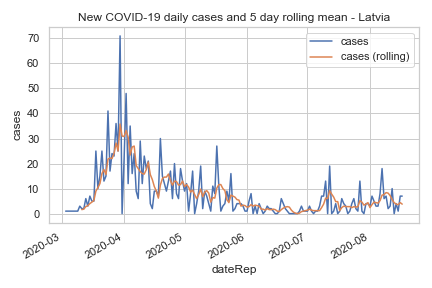 New COVID-19 daily cases and 5 day rolling mean - Latvia
cases
cases (rolling)
70
60
50
40
30
20
10
0
cases
2020-03
2020-04
2020-05
2020-06
2020-07
2020-08
dateRep